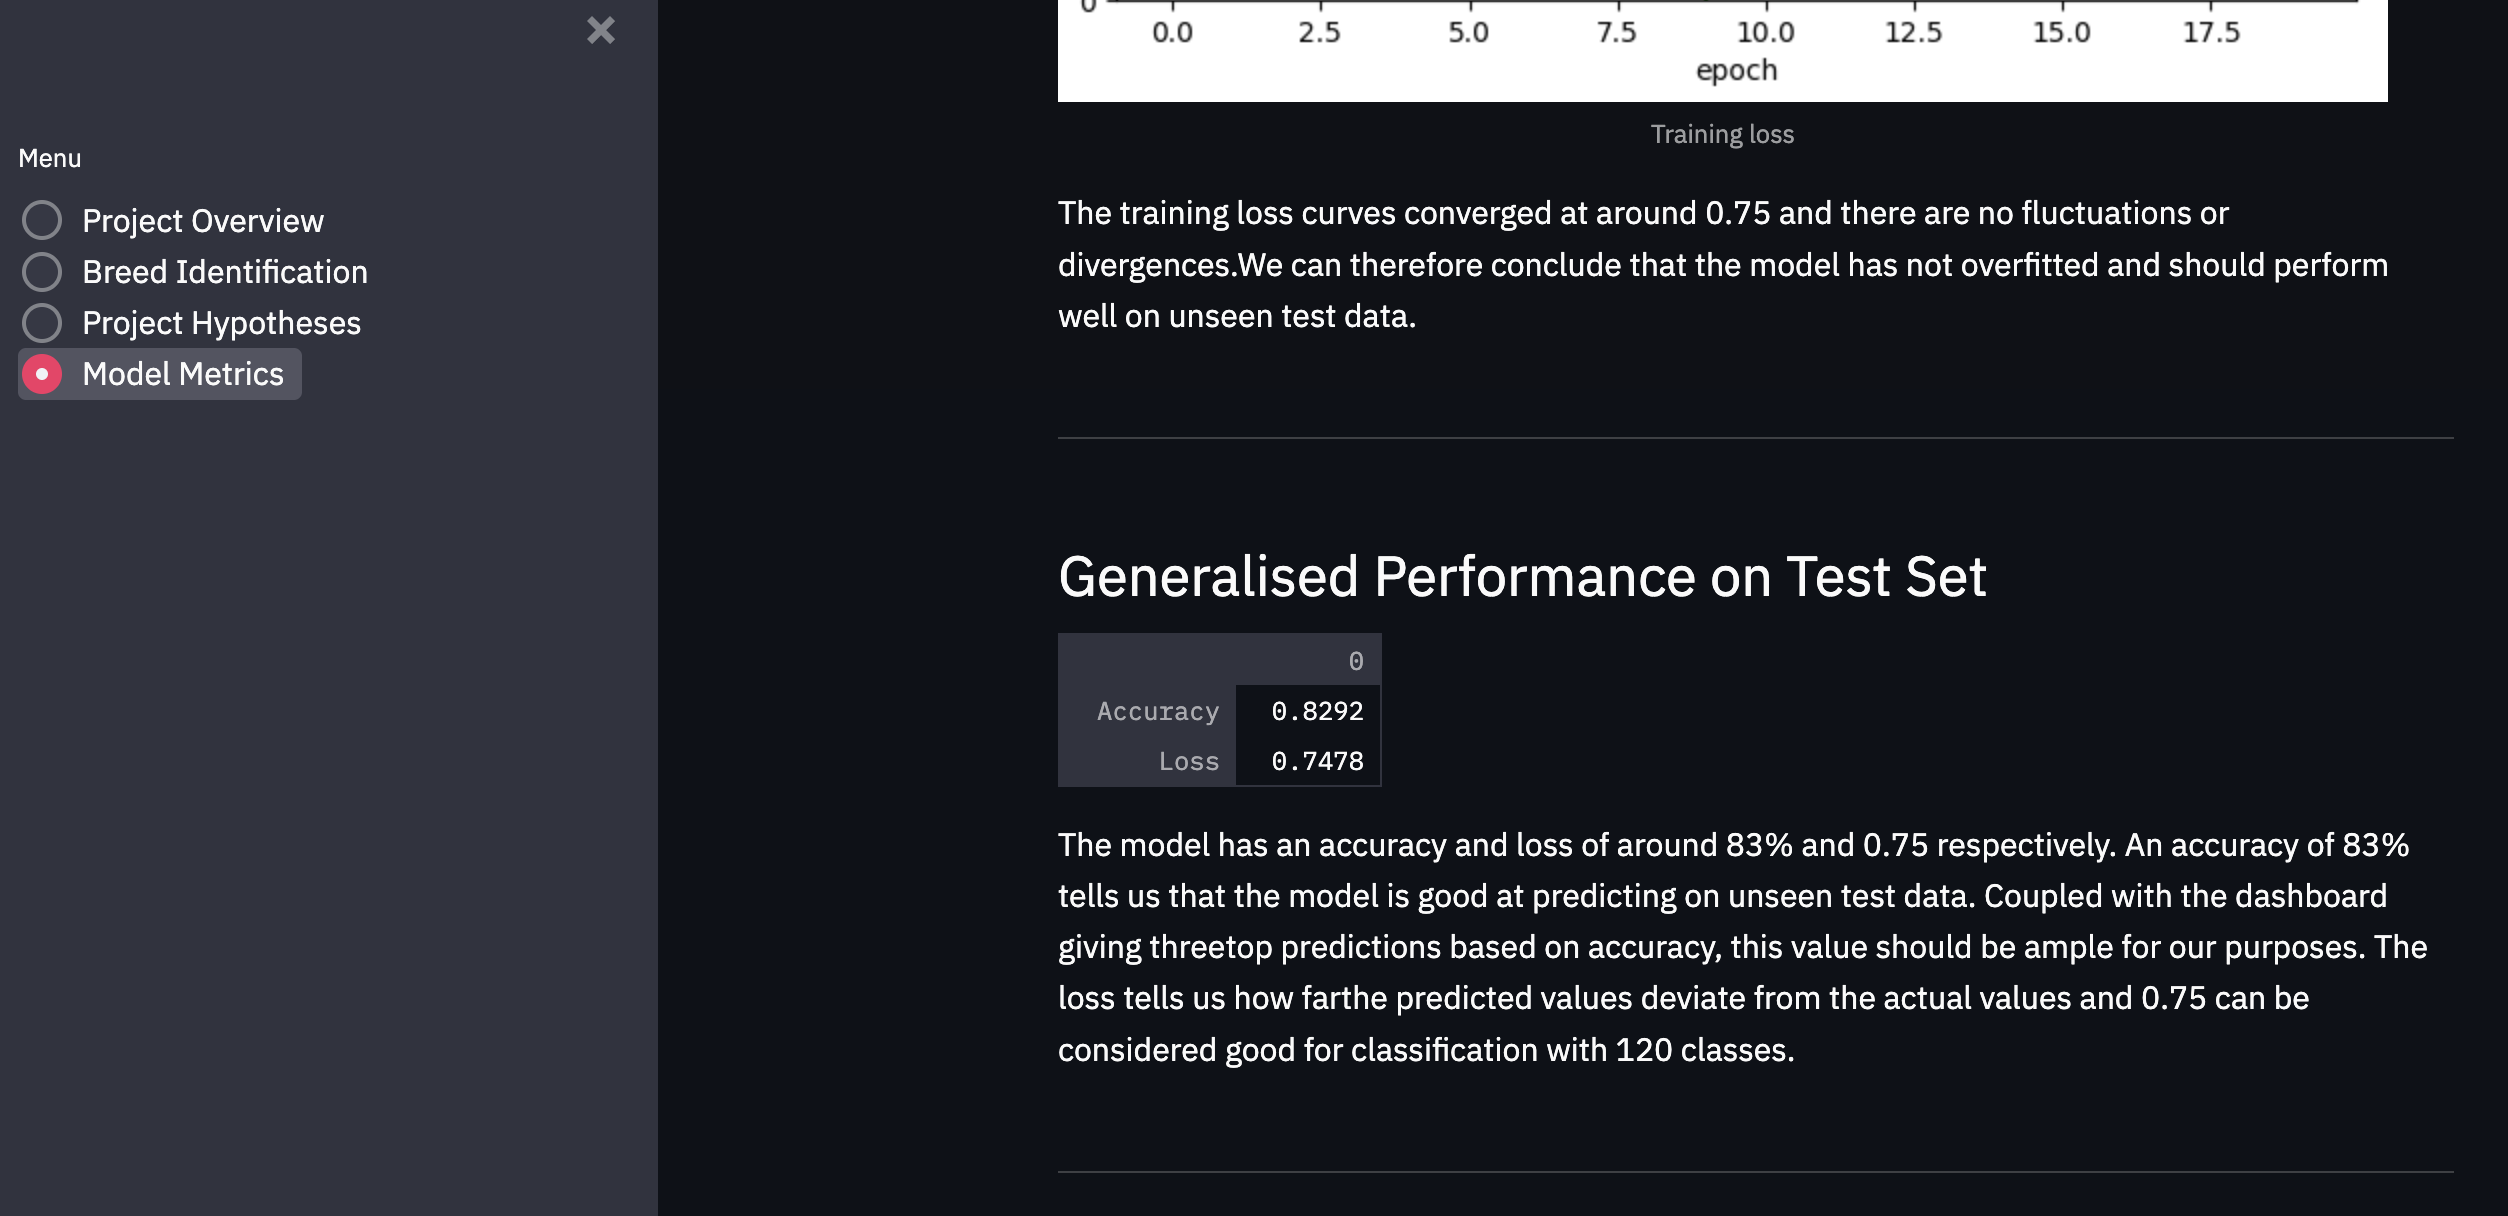 Menu
Project Overview
Breed Identification
Project Hypotheses
Model Metrics
0
0.0 2.5 5.0 7.5 10.0 12.5 15.0 17.5
epoch
Training loss
The training loss curves converged at around 0.75 and there are no fluctuations or
divergences.We can therefore conclude that the model has not overfitted and should perform
well on unseen test data.
Generalised Performance on Test Set
0
Accuracy 0.8292
Loss 0.7478
The model has an accuracy and loss of around 83% and 0.75 respectively. An accuracy of 83%
tells us that the model is good at predicting on unseen test data. Coupled with the dashboard
giving threetop predictions based on accuracy, this value should be ample for our purposes. The
loss tells us how farthe predicted values deviate from the actual values and 0.75 can be
considered good for classification with 120 classes.